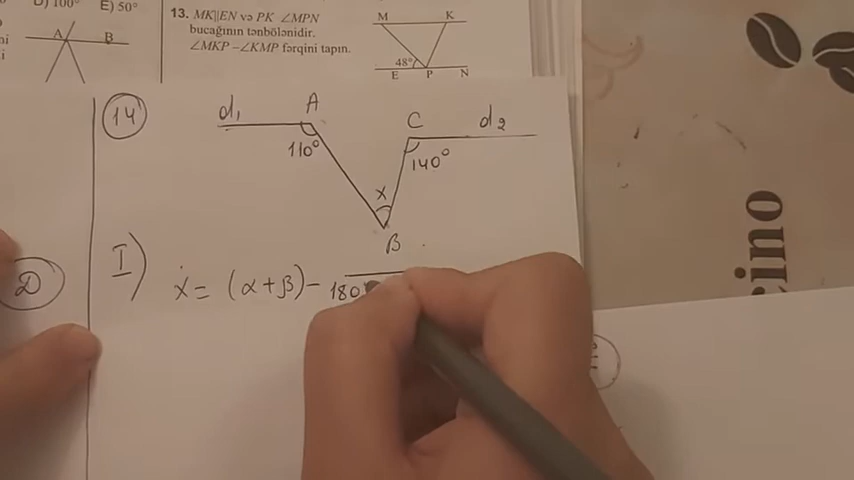 D) 100° E) 50°
A B
13. MK||EN və PK ∠MPN
bucağının tənbölənidir.
∠MKP – ∠KMP fərqini tapın.
M K
48°
E P N
14
d₁ A
C d₂
110°
140°
x
B
D
I) x = (α+β) – 180°